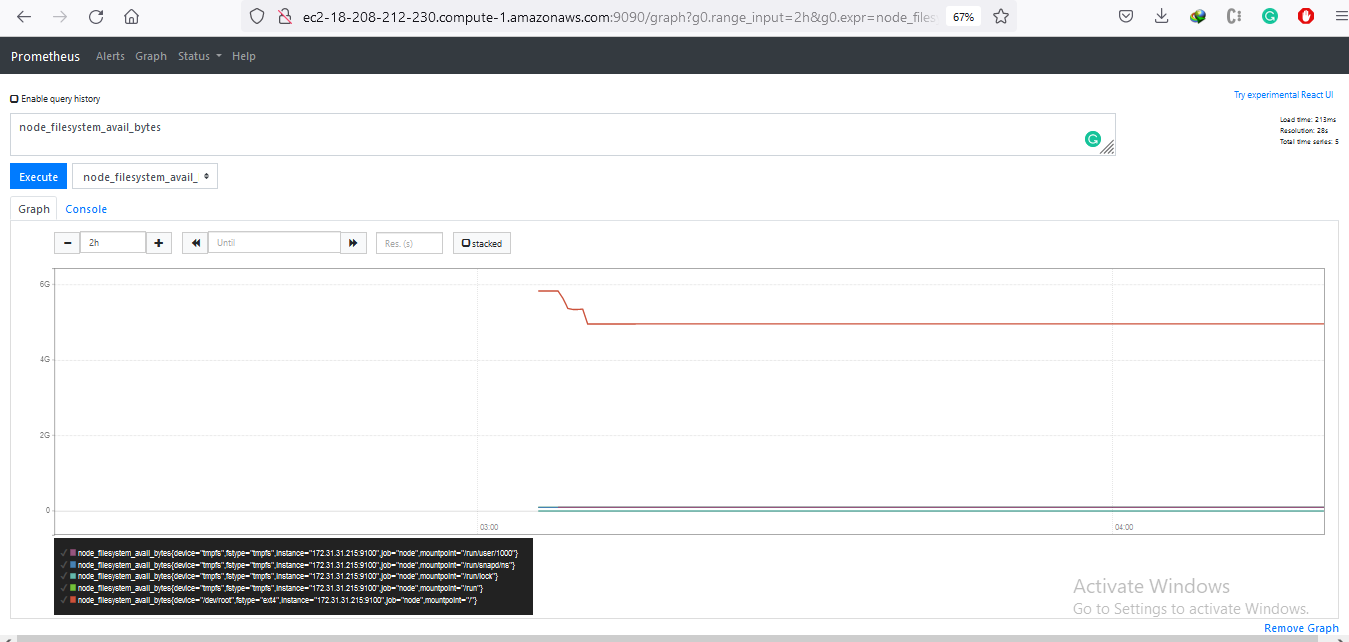 ec2-18-208-212-230.compute-1.amazonaws.com:9090/graph?g0.range_input=2h&g0.expr=node_files
67%
Prometheus Alerts Graph Status Help
Enable query history
Try experimental React UI
node_filesystem_avail_bytes
Load time: 213ms
Resolution: 28s
Total time series: 5
Execute node_filesystem_avail_
Graph Console
− 2h + Until Res. (s) stacked
6G
4G
2G
0
03:00 04:00
node_filesystem_avail_bytes{device="tmpfs",fstype="tmpfs",instance="172.31.31.215:9100",job="node",mountpoint="/run/user/1000"}
node_filesystem_avail_bytes{device="tmpfs",fstype="tmpfs",instance="172.31.31.215:9100",job="node",mountpoint="/run/snapd/ns"}
node_filesystem_avail_bytes{device="tmpfs",fstype="tmpfs",instance="172.31.31.215:9100",job="node",mountpoint="/run/lock"}
node_filesystem_avail_bytes{device="tmpfs",fstype="tmpfs",instance="172.31.31.215:9100",job="node",mountpoint="/run"}
node_filesystem_avail_bytes{device="/dev/root",fstype="ext4",instance="172.31.31.215:9100",job="node",mountpoint="/"}
Activate Windows
Go to Settings to activate Windows.
Remove Graph